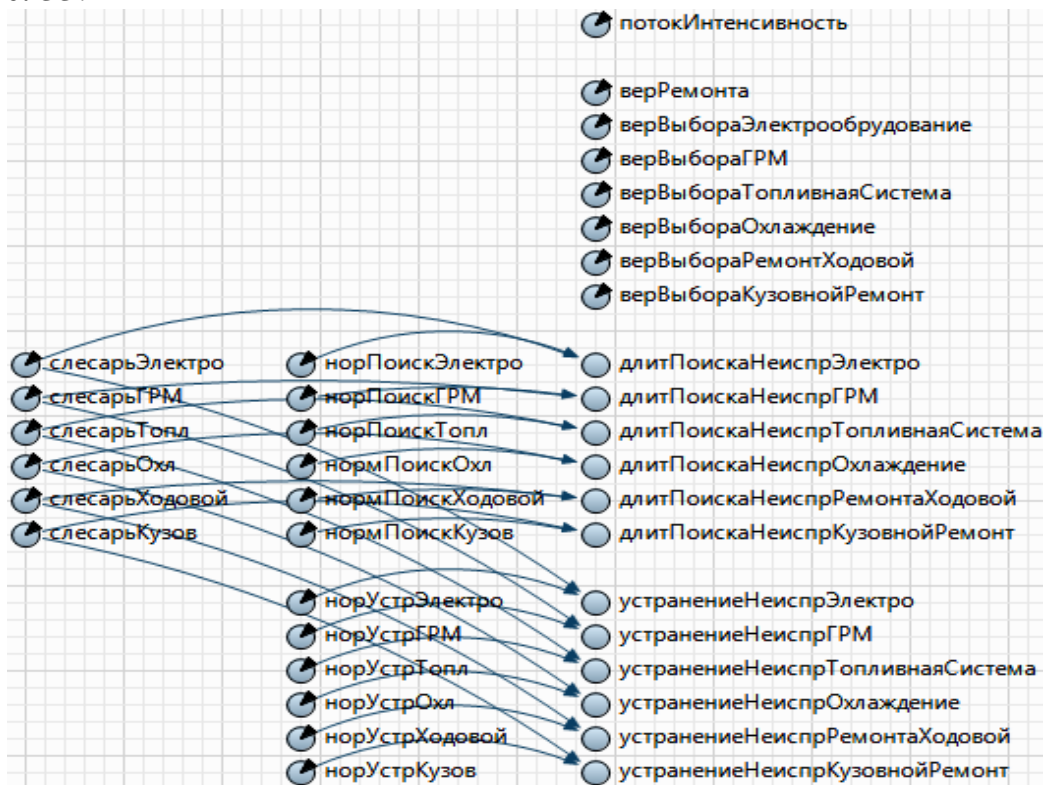 потокИнтенсивность
верРемонта
верВыбораЭлектрообрудование
верВыбораГРМ
верВыбораТопливнаяСистема
верВыбораОхлаждение
верВыбораРемонтХодовой
верВыбораКузовнойРемонт
слесарьЭлектро норПоискЭлектро длитПоискаНеиспрЭлектро
слесарьГРМ норПоискГРМ длитПоискаНеиспрГРМ
слесарьТопл норПоискТопл длитПоискаНеиспрТопливнаяСистема
слесарьОхл нормПоискОхл длитПоискаНеиспрОхлаждение
слесарьХодовой нормПоискХодовой длитПоискаНеиспрРемонтаХодовой
слесарьКузов нормПоискКузов длитПоискаНеиспрКузовнойРемонт
норУстрЭлектро устранениеНеиспрЭлектро
норУстрГРМ устранениеНеиспрГРМ
норУстрТопл устранениеНеиспрТопливнаяСистема
норУстрОхл устранениеНеиспрОхлаждение
норУстрХодовой устранениеНеиспрРемонтаХодовой
норУстрКузов устранениеНеиспрКузовнойРемонт